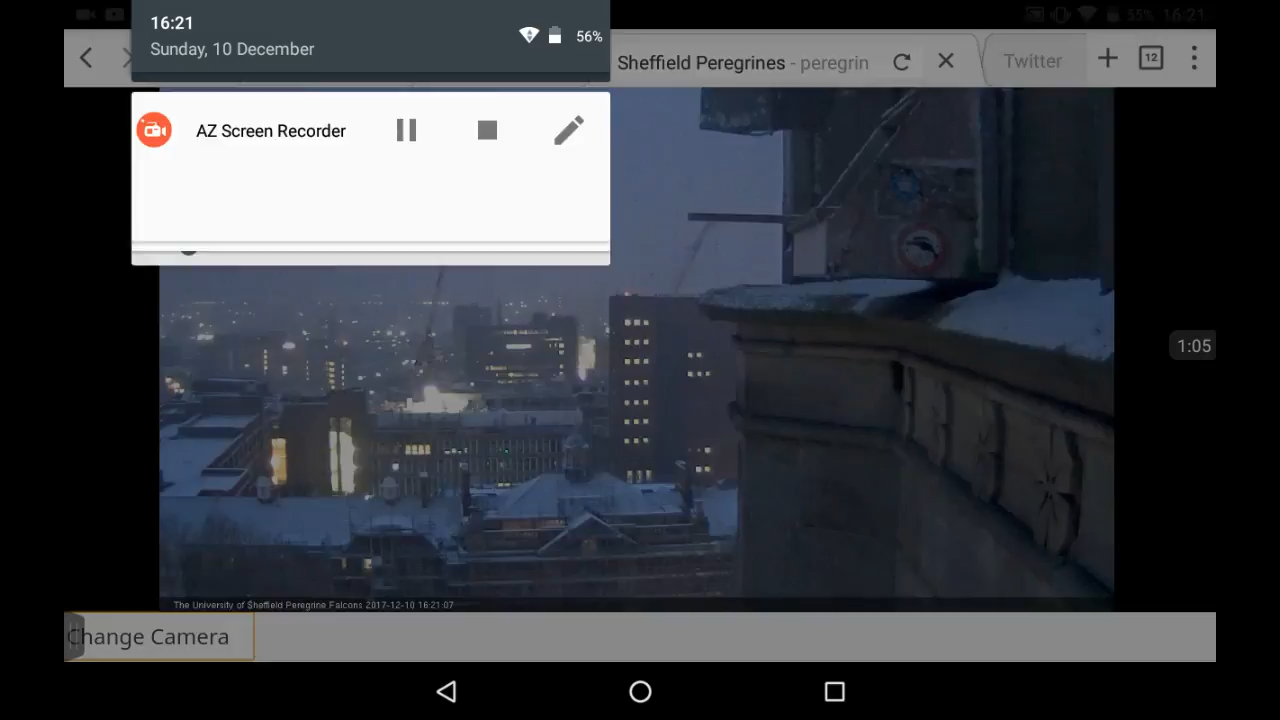 16:21
Sunday, 10 December
56%
55% 16:21
Sheffield Peregrines - peregrin
Twitter
12
AZ Screen Recorder
1:05
The University of Sheffield Peregrine Falcons 2017-12-10 16:21:07
Change Camera